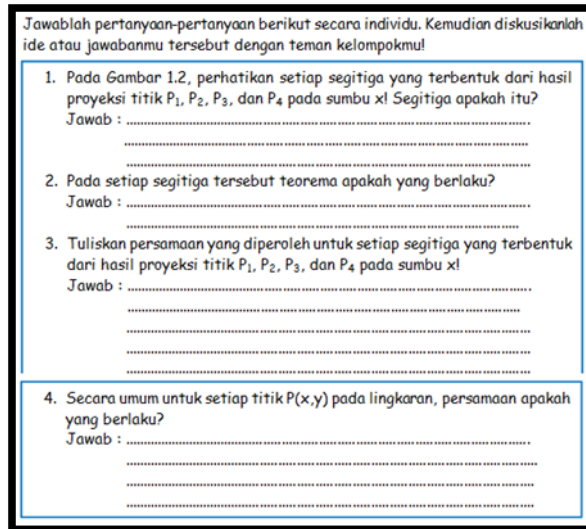 Jawablah pertanyaan-pertanyaan berikut secara individu. Kemudian diskusikanlah
ide atau jawabanmu tersebut dengan teman kelompokmu!
1. Pada Gambar 1.2, perhatikan setiap segitiga yang terbentuk dari hasil
proyeksi titik P₁, P₂, P₃, dan P₄ pada sumbu x! Segitiga apakah itu?
Jawab : ........................................................................
........................................................................
........................................................................
2. Pada setiap segitiga tersebut teorema apakah yang berlaku?
Jawab : ........................................................................
........................................................................
3. Tuliskan persamaan yang diperoleh untuk setiap segitiga yang terbentuk
dari hasil proyeksi titik P₁, P₂, P₃, dan P₄ pada sumbu x!
Jawab : ........................................................................
........................................................................
........................................................................
........................................................................
........................................................................
4. Secara umum untuk setiap titik P(x,y) pada lingkaran, persamaan apakah
yang berlaku?
Jawab : ........................................................................
........................................................................
........................................................................
........................................................................